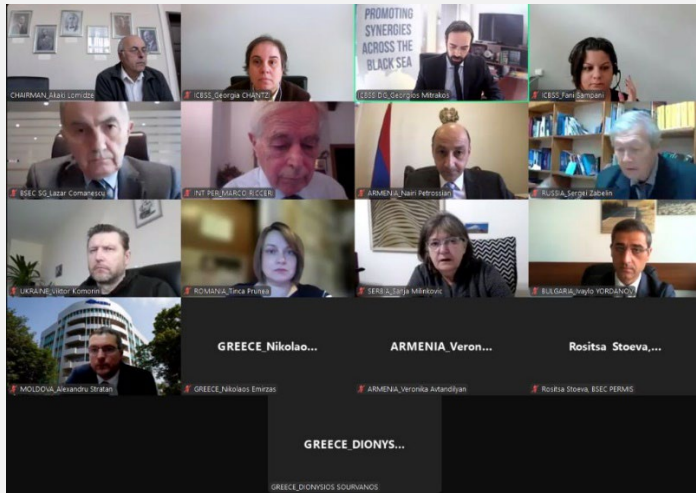 CHAIRMAN_Akaki Lomidze
ICBSS_Georgia CHANTZI
PROMOTING
SYNERGIES
ACROSS THE
BLACK SEA
ICBSS DG_Georgios Mitrakos
ICBSS_Fani Sampani
BSEC SG_Lazar Comanescu
INT PER_MARCO RICCERI
ARMENIA_Nairi Petrossian
RUSSIA_Sergei Zabelin
UKRAINE_Viktor Komorin
ROMANIA_Tinca Prunea
SERBIA_Sanja Milinkovic
BULGARIA_Ivaylo YORDANOV
MOLDOVA_Alexandru Stratan
GREECE_Nikolao...
GREECE_Nikolaos Emirzas
ARMENIA_Veron...
ARMENIA_Veronika Avtandilyan
Rositsa Stoeva,...
Rositsa Stoeva, BSEC PERMIS
GREECE_DIONYS...
GREECE_DIONYSIOS SOURVANOS